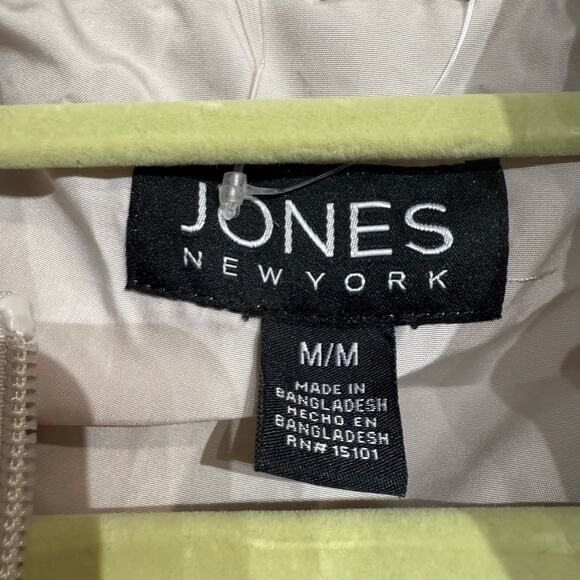 JONES
NEW YORK
M/M
MADE IN
BANGLADESH
HECHO EN
BANGLADESH
RN# 15101